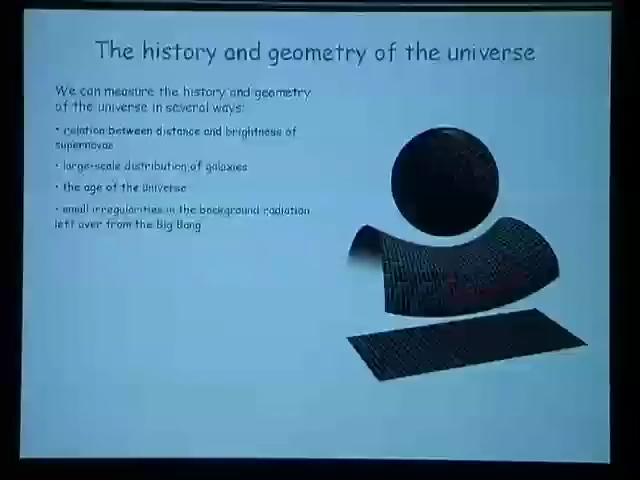 The history and geometry of the universe
We can measure the history and geometry
of the universe in several ways:
• relation between distance and brightness of
supernovae
• large-scale distribution of galaxies
• the age of the Universe
• small irregularities in the background radiation
left over from the Big Bang